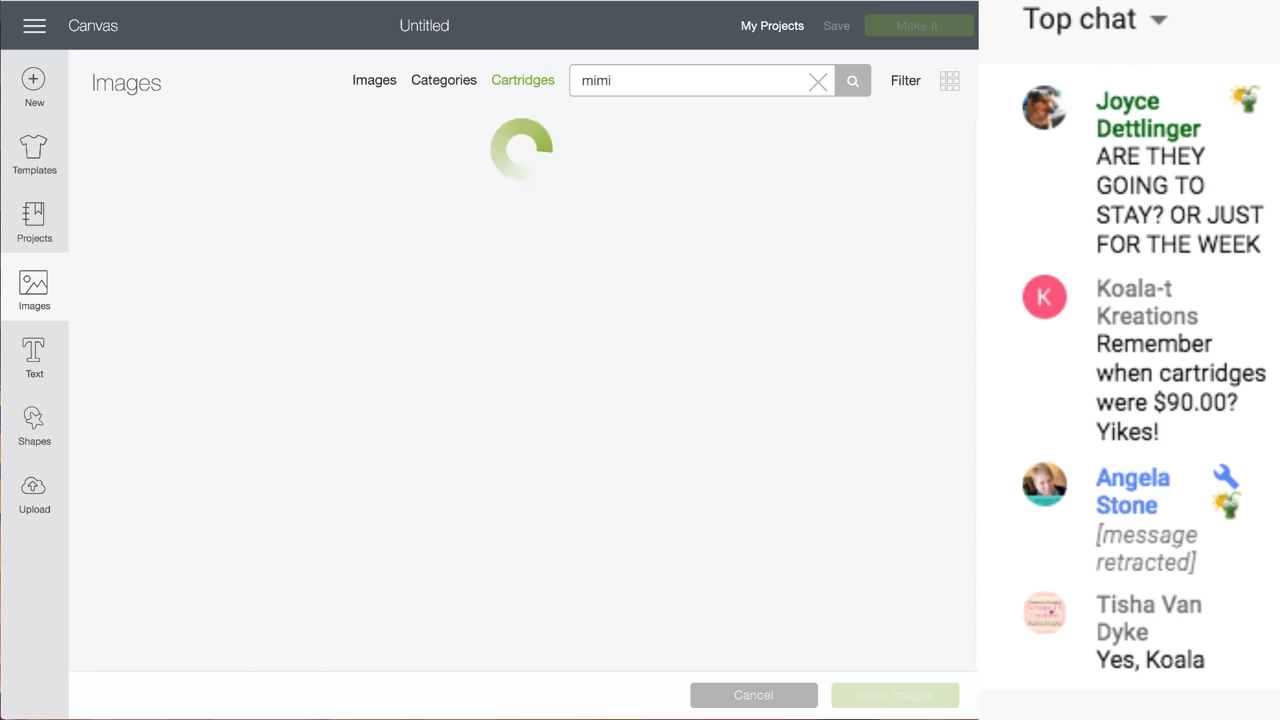 Canvas
Untitled
My Projects
Save
Make It
New
Templates
Projects
Images
Text
Shapes
Upload
Images
Images
Categories
Cartridges
mimi
Filter
Cancel
Insert Images
Top chat
Joyce
Dettlinger
ARE THEY
GOING TO
STAY? OR JUST
FOR THE WEEK
K
Koala-t
Kreations
Remember
when cartridges
were $90.00?
Yikes!
Angela
Stone
[message
retracted]
Tisha Van
Dyke
Yes, Koala